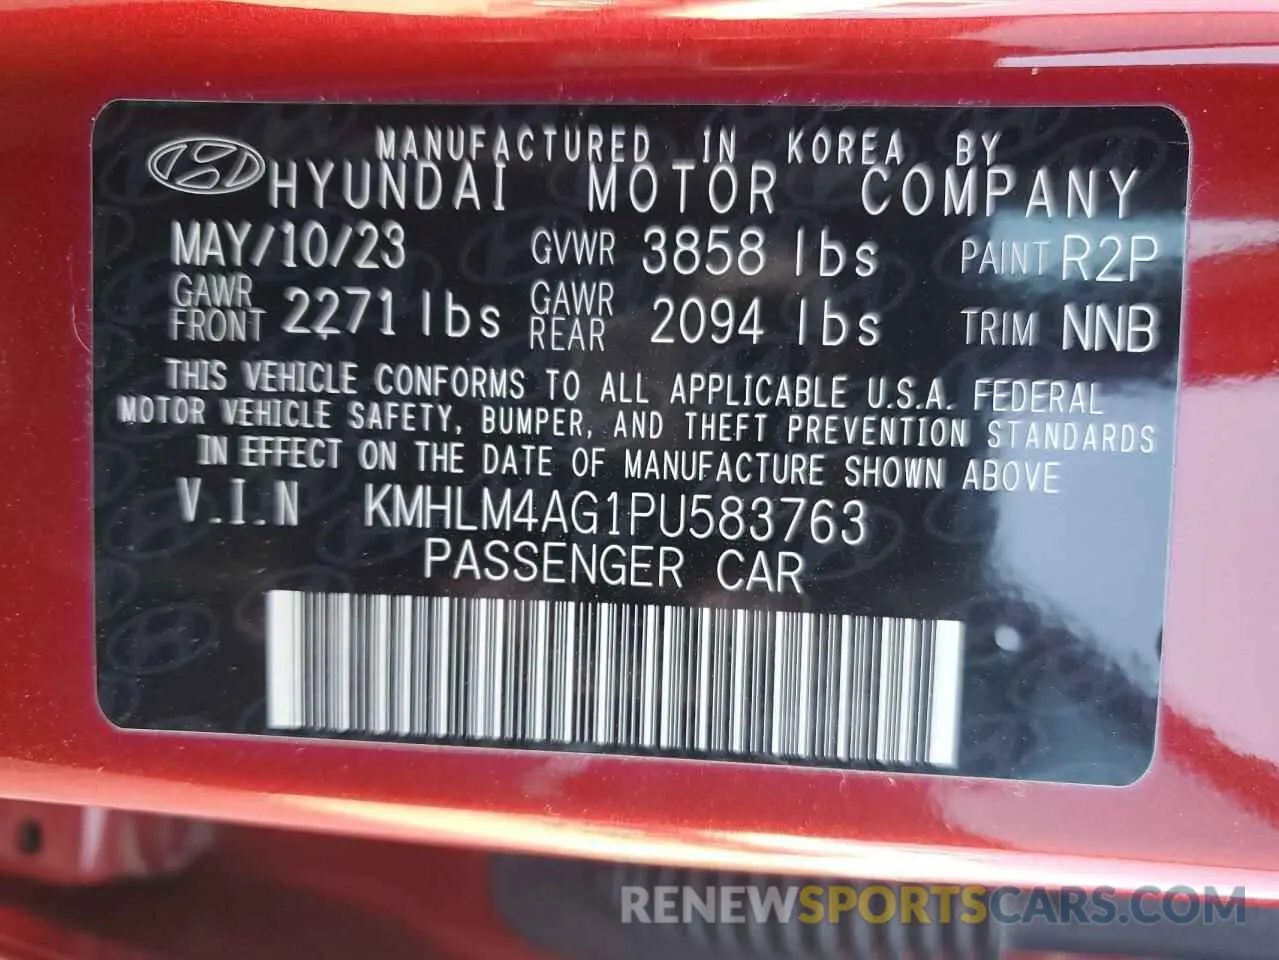 MANUFACTURED IN KOREA BY
HYUNDAI MOTOR COMPANY
MAY/10/23 GVWR 3858 lbs PAINT R2P
GAWR FRONT 2271 lbs GAWR REAR 2094 lbs TRIM NNB
THIS VEHICLE CONFORMS TO ALL APPLICABLE U.S.A. FEDERAL
MOTOR VEHICLE SAFETY, BUMPER, AND THEFT PREVENTION STANDARDS
IN EFFECT ON THE DATE OF MANUFACTURE SHOWN ABOVE
V.I.N KMHLM4AG1PU583763
PASSENGER CAR
RENEWSPORTSCARS.COM